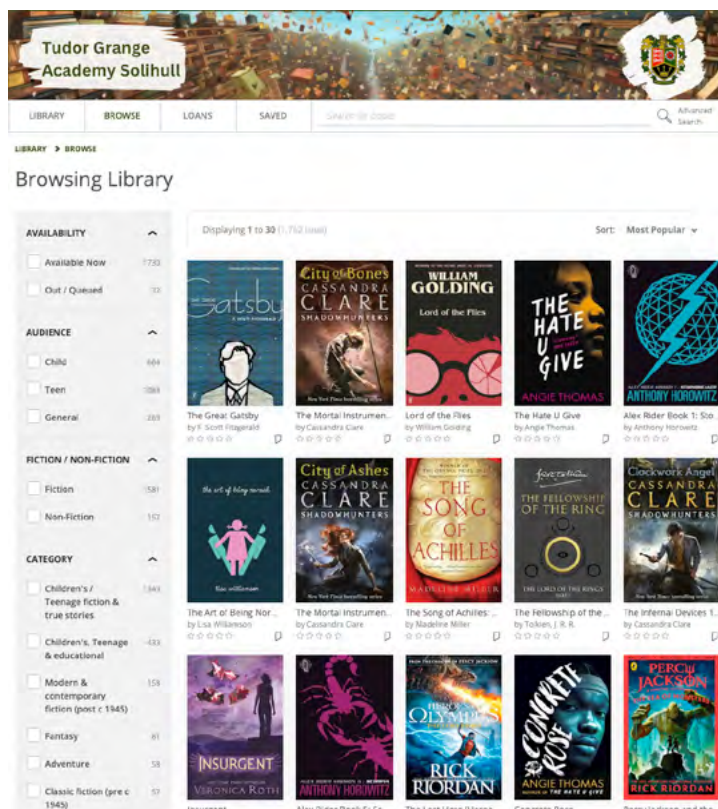 Tudor Grange
Academy Solihull
LIBRARY
BROWSE
LOANS
SAVED
Advanced
Search
LIBRARY > BROWSE
Browsing Library
AVAILABILITY
Available Now
Out / Queued
AUDIENCE
Child
Teen
General
FICTION / NON-FICTION
Fiction
Non-Fiction
157
CATEGORY
Children's /
Teenage fiction &
true stories
Children's, Teenage
& educational
Modern &
contemporary
fiction (post c 1945)
Fantasy
Adventure
Classic fiction (pre c
1945)
57
Displaying 1 to 30
Sort: Most Popular
Gatsby
City of Bones
CASSANDRA
CLARE
SHADOWHUNTERS
WILLIAM
GOLDING
Lord of the Flies
THE
HATE
U
GIVE
ANGIE THOMAS
ANTHONY HOROWITZ
The Great Gatsby
by F. Scott Fitzgerald
The Mortal Instrumen...
by Cassandra Clare
Lord of the Flies
by William Golding
The Hate U Give
by Angie Thomas
Alex Rider Book 1: Sto...
by Anthony Horowitz
the art of being normal
lisa williamson
City of Ashes
CASSANDRA
CLARE
SHADOWHUNTERS
THE
SONG
OF
ACHILLES
MADELINE MILLER
THE FELLOWSHIP
OF THE RING
THE LORD OF THE RINGS
Clockwork Angel
CASSANDRA
CLARE
SHADOWHUNTERS
The Art of Being Nor...
by Lisa Williamson
The Mortal Instrumen...
by Cassandra Clare
The Song of Achilles: ...
by Madeline Miller
The Fellowship of the ...
by Tolkien, J. R. R.
The Infernal Devices 1...
by Cassandra Clare
INSURGENT
VERONICA ROTH
ANTHONY HOROWITZ
HEROES OF
OLYMPUS
RICK
RIORDAN
CONCRETE
ROSE
ANGIE THOMAS
PERCY
JACKSON
RICK RIORDAN